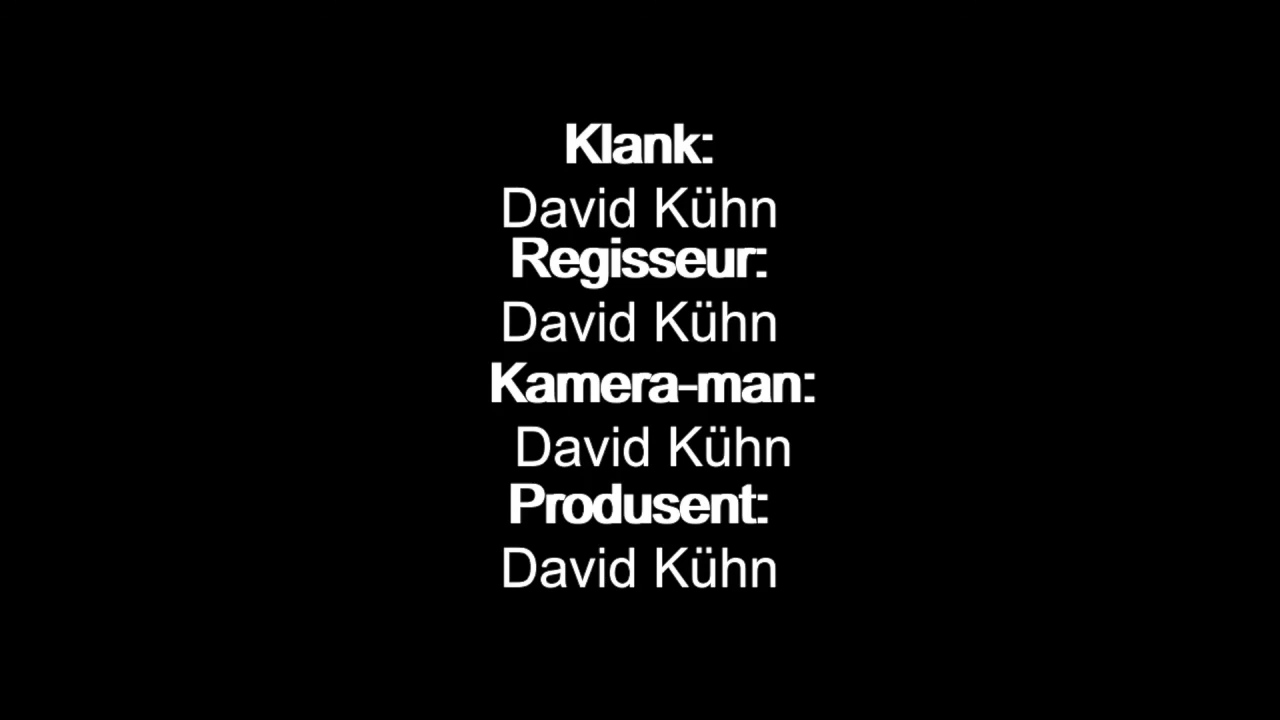 Klank:
David Kühn
Regisseur:
David Kühn
Kamera-man:
David Kühn
Produsent:
David Kühn